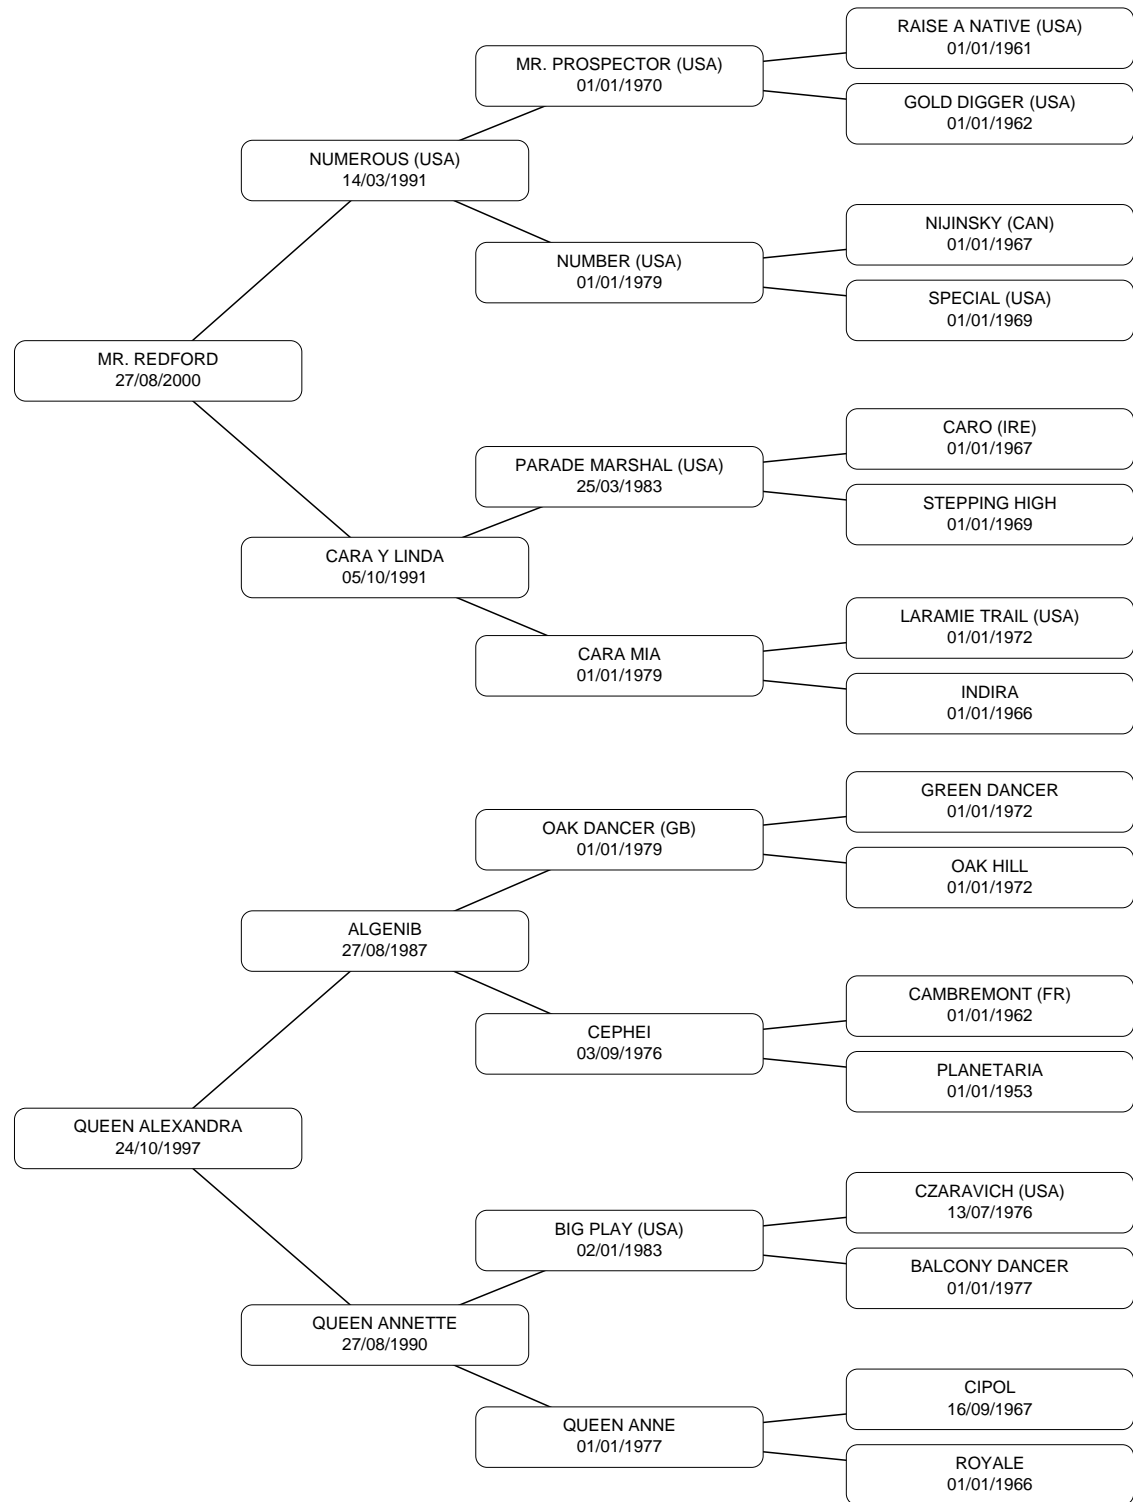 RAISE A NATIVE (USA)
01/01/1961
MR. PROSPECTOR (USA)
01/01/1970
GOLD DIGGER (USA)
01/01/1962
NUMEROUS (USA)
14/03/1991
NIJINSKY (CAN)
01/01/1967
NUMBER (USA)
01/01/1979
SPECIAL (USA)
01/01/1969
MR. REDFORD
27/08/2000
CARO (IRE)
01/01/1967
PARADE MARSHAL (USA)
25/03/1983
STEPPING HIGH
01/01/1969
CARA Y LINDA
05/10/1991
LARAMIE TRAIL (USA)
01/01/1972
CARA MIA
01/01/1979
INDIRA
01/01/1966
GREEN DANCER
01/01/1972
OAK DANCER (GB)
01/01/1979
OAK HILL
01/01/1972
ALGENIB
27/08/1987
CAMBREMONT (FR)
01/01/1962
CEPHEI
03/09/1976
PLANETARIA
01/01/1953
QUEEN ALEXANDRA
24/10/1997
CZARAVICH (USA)
13/07/1976
BIG PLAY (USA)
02/01/1983
BALCONY DANCER
01/01/1977
QUEEN ANNETTE
27/08/1990
CIPOL
16/09/1967
QUEEN ANNE
01/01/1977
ROYALE
01/01/1966